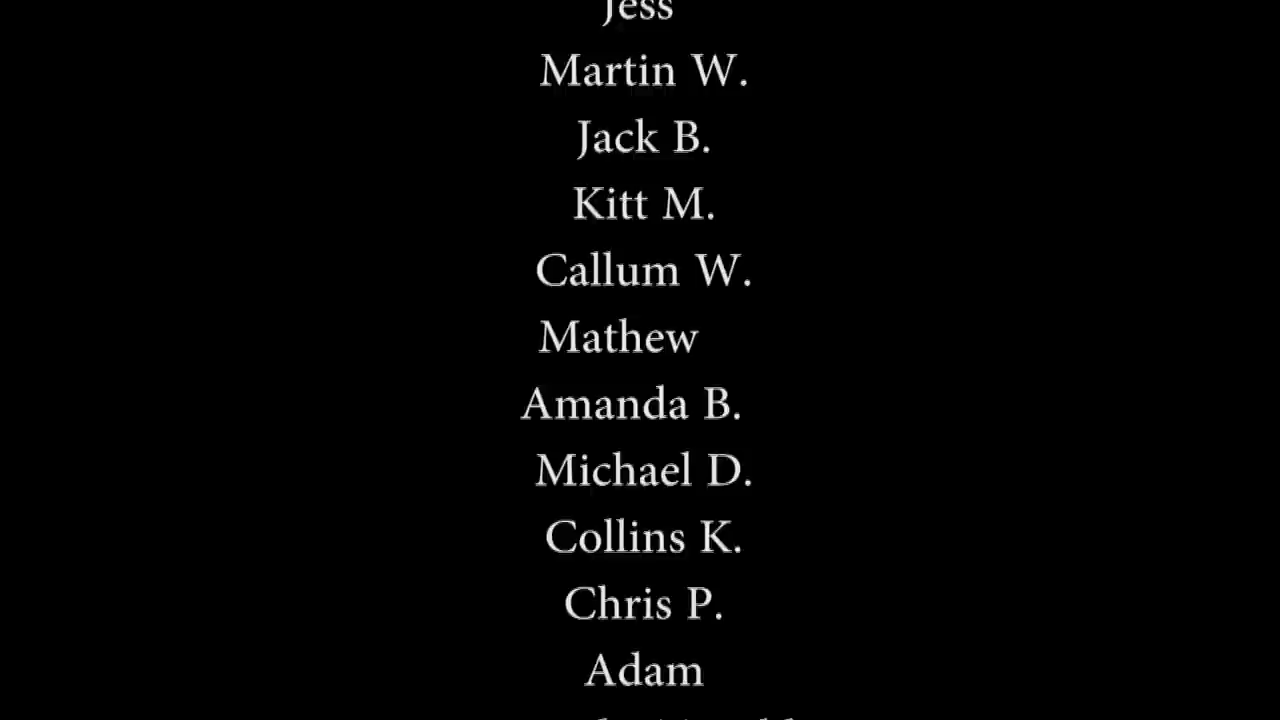 Jess
Martin W.
Jack B.
Kitt M.
Callum W.
Mathew
Amanda B.
Michael D.
Collins K.
Chris P.
Adam